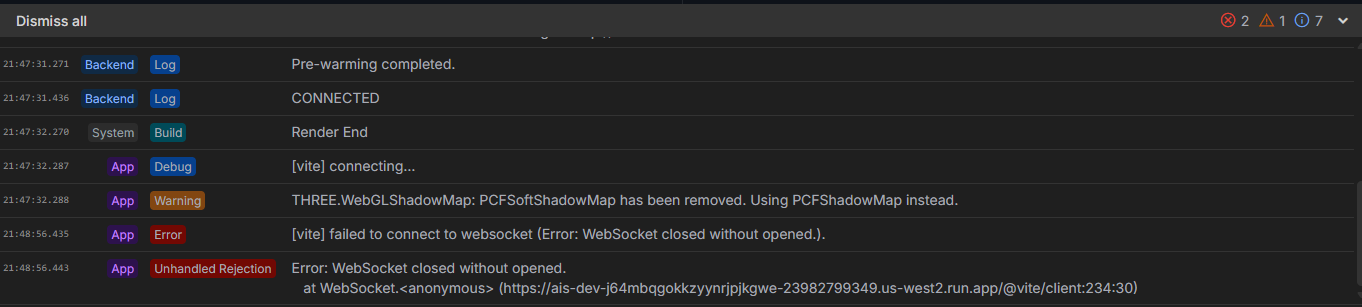 Dismiss all 2 1 7
21:47:31.271 Backend Log Pre-warming completed.
21:47:31.436 Backend Log CONNECTED
21:47:32.270 System Build Render End
21:47:32.287 App Debug [vite] connecting...
21:47:32.288 App Warning THREE.WebGLShadowMap: PCFSoftShadowMap has been removed. Using PCFShadowMap instead.
21:48:56.435 App Error [vite] failed to connect to websocket (Error: WebSocket closed without opened.).
21:48:56.443 App Unhandled Rejection Error: WebSocket closed without opened.
at WebSocket.<anonymous> (https://ais-dev-j64mbqgokkzyynrjpjkgwe-23982799349.us-west2.run.app/@vite/client:234:30)